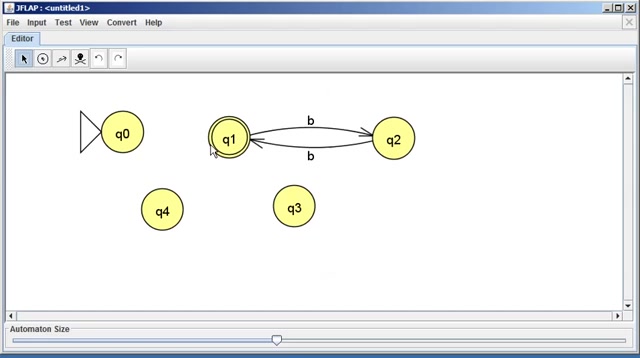 JFLAP : <untitled1>
File Input Test View Convert Help
Editor
b
q0 q1 q2
b
q4 q3
Automaton Size